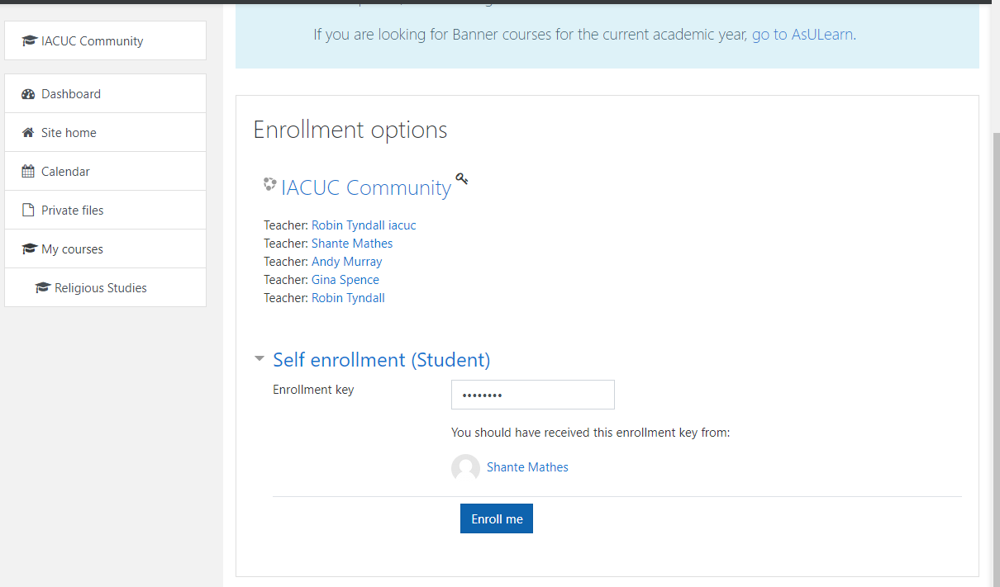 If you are looking for Banner courses for the current academic year, go to AsULearn.
IACUC Community
Dashboard
Site home
Calendar
Private files
My courses
Religious Studies
Enrollment options
IACUC Community
Teacher: Robin Tyndall iacuc
Teacher: Shante Mathes
Teacher: Andy Murray
Teacher: Gina Spence
Teacher: Robin Tyndall
Self enrollment (Student)
Enrollment key
••••••••
You should have received this enrollment key from:
Shante Mathes
Enroll me